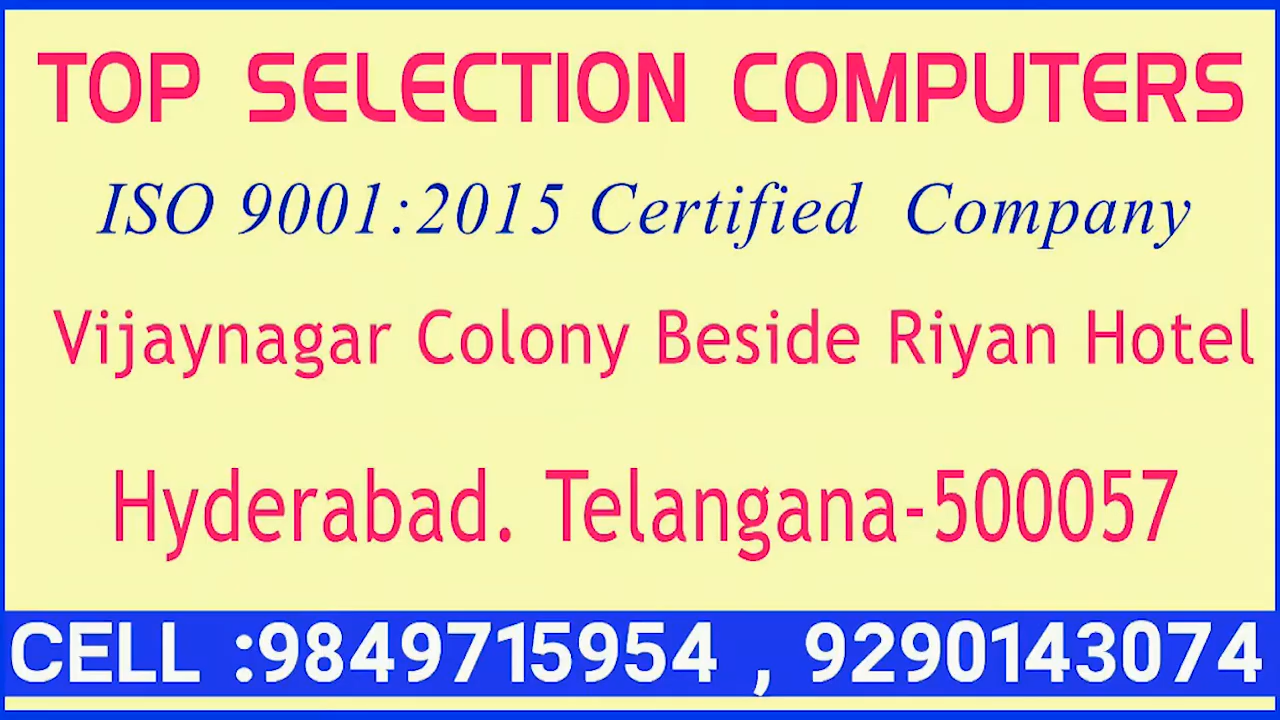 TOP SELECTION COMPUTERS
ISO 9001:2015 Certified Company
Vijaynagar Colony Beside Riyan Hotel
Hyderabad. Telangana-500057
CELL :9849715954 , 9290143074